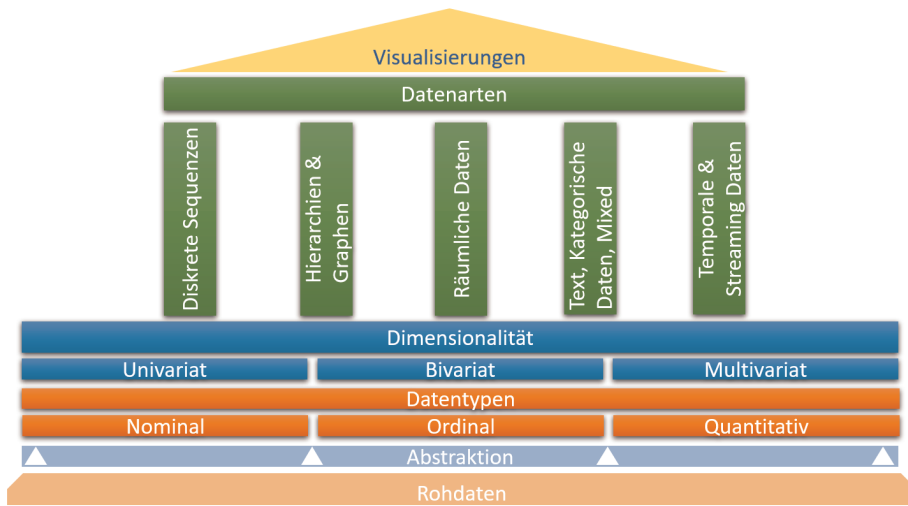 Visualisierungen
Datenarten
Diskrete Sequenzen
Hierarchien &
Graphen
Räumliche Daten
Text, Kategorische
Daten, Mixed
Temporale &
Streaming Daten
Dimensionalität
Univariat
Bivariat
Multivariat
Datentypen
Nominal
Ordinal
Quantitativ
Abstraktion
Rohdaten